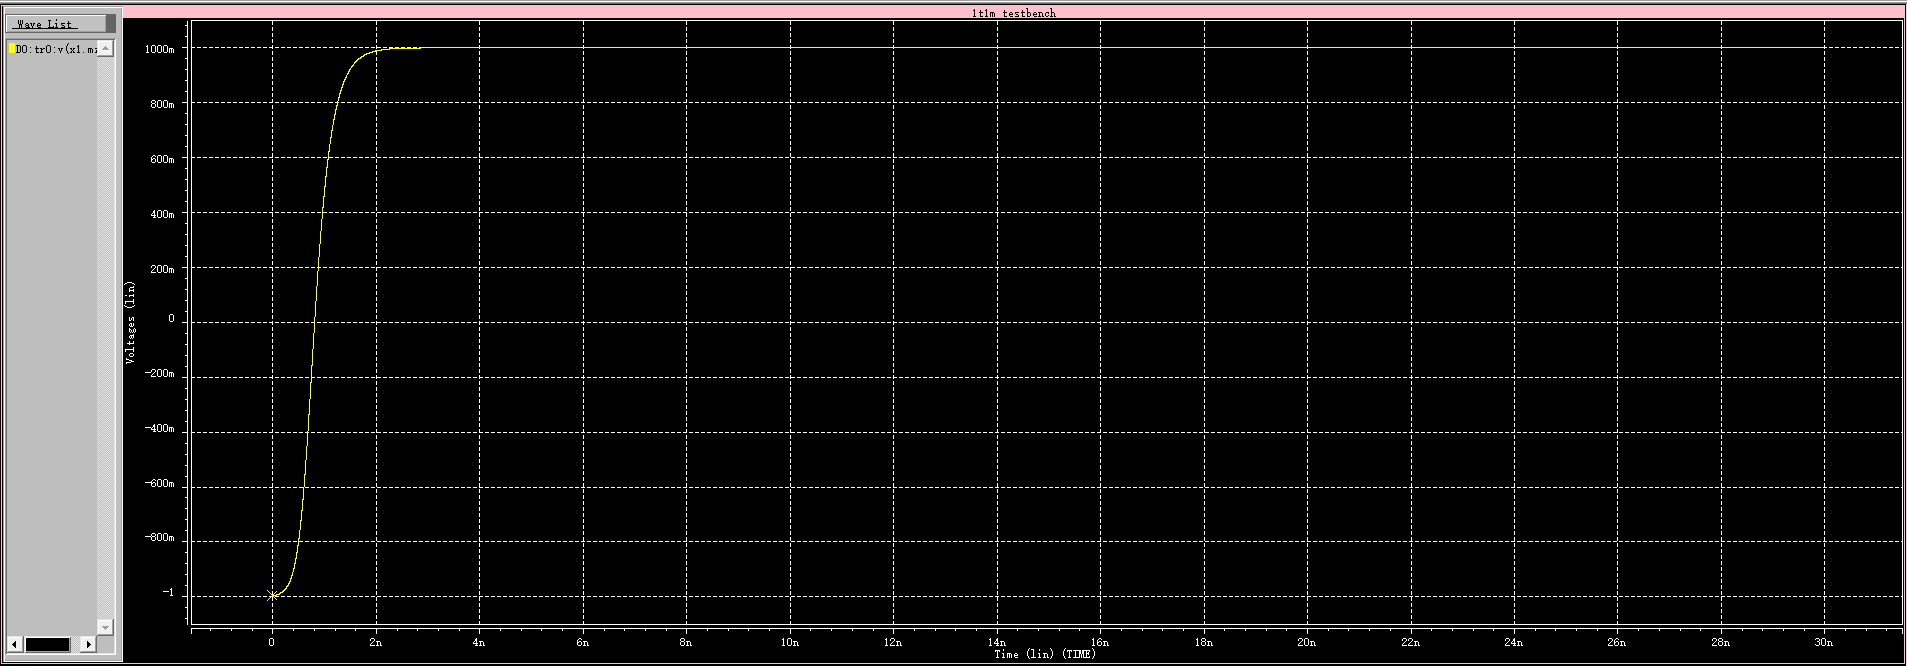 Wave List
D0:tr0:v(x1.m
1t1m testbench
1000m
800m
600m
400m
200m
0
-200m
-400m
-600m
-800m
-1
Voltages (lin)
0 2n 4n 6n 8n 10n 12n 14n 16n 18n 20n 22n 24n 26n 28n 30n
Time (lin) (TIME)